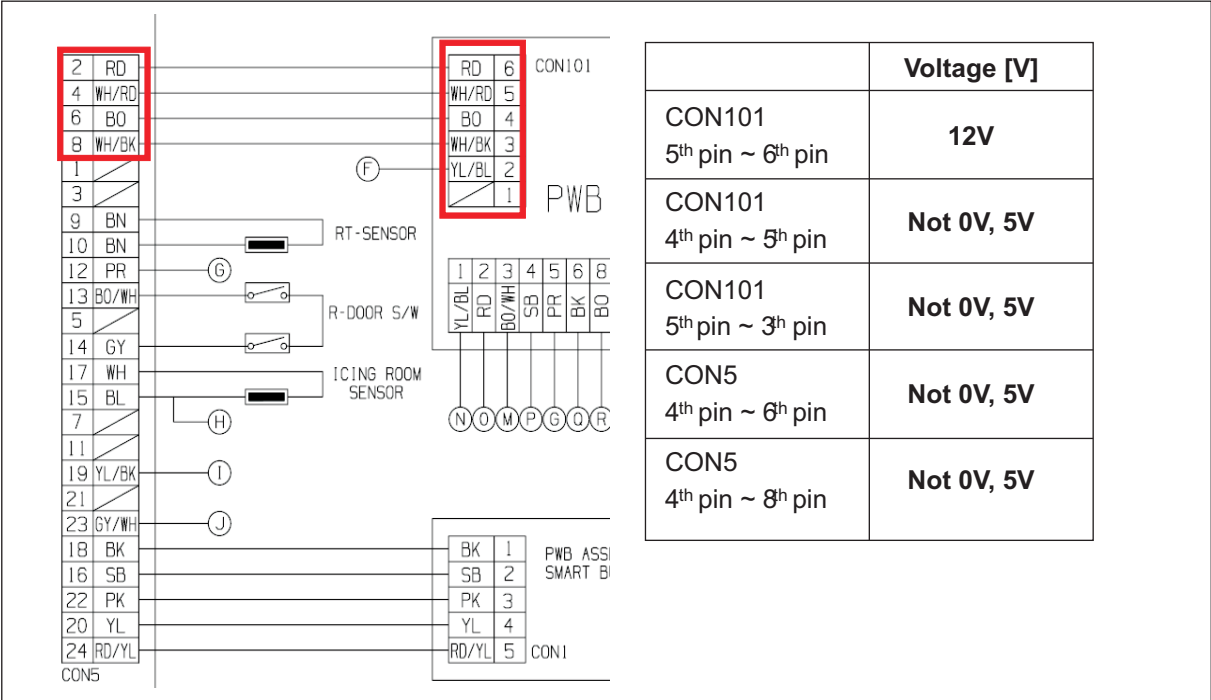 2 RD
4 WH/RD
6 BO
8 WH/BK
1
3
9 BN
10 BN
12 PR
13 BO/WH
5
14 GY
17 WH
15 BL
7
11
19 YL/BK
21
23 GY/WH
18 BK
16 SB
22 PK
20 YL
24 RD/YL
CON5
G
RT-SENSOR
R-DOOR S/W
ICING ROOM
SENSOR
H
I
J
F
RD 6 CON101
WH/RD 5
BO 4
WH/BK 3
YL/BL 2
1
PWB
1 2 3 4 5 6 8
YL/BL RD BO/WH SB PR BK BO
N O M P G Q R
BK 1
SB 2
PK 3
YL 4
RD/YL 5 CON1
PWB ASS
SMART B
Voltage [V]
CON101
5th pin ~ 6th pin
12V
CON101
4th pin ~ 5th pin
Not 0V, 5V
CON101
5th pin ~ 3th pin
Not 0V, 5V
CON5
4th pin ~ 6th pin
Not 0V, 5V
CON5
4th pin ~ 8th pin
Not 0V, 5V